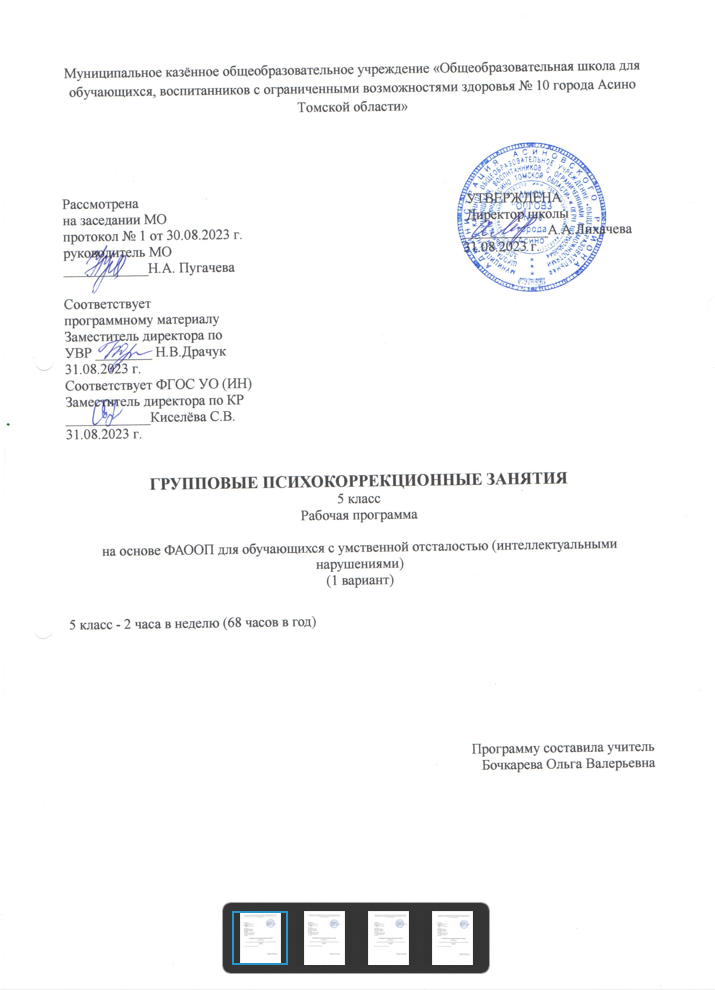 Муниципальное казённое общеобразовательное учреждение «Общеобразовательная школа для
обучающихся, воспитанников с ограниченными возможностями здоровья № 10 города Асино
Томской области»
Рассмотрена
на заседании МО
протокол № 1 от 30.08.2023 г.
руководитель МО
____________Н.А. Пугачева
УТВЕРЖДЕНА
Директор школы
А.А.Лихачева
31.08.2023 г.
Соответствует
программному материалу
Заместитель директора по
УВР ________ Н.В.Драчук
31.08.2023 г.
Соответствует ФГОС УО (ИН)
Заместитель директора по КР
____________Киселёва С.В.
31.08.2023 г.
ГРУППОВЫЕ ПСИХОКОРРЕКЦИОННЫЕ ЗАНЯТИЯ
5 класс
Рабочая программа
на основе ФАООП для обучающихся с умственной отсталостью (интеллектуальными
нарушениями)
(1 вариант)
5 класс - 2 часа в неделю (68 часов в год)
Программу составила учитель
Бочкарева Ольга Валерьевна